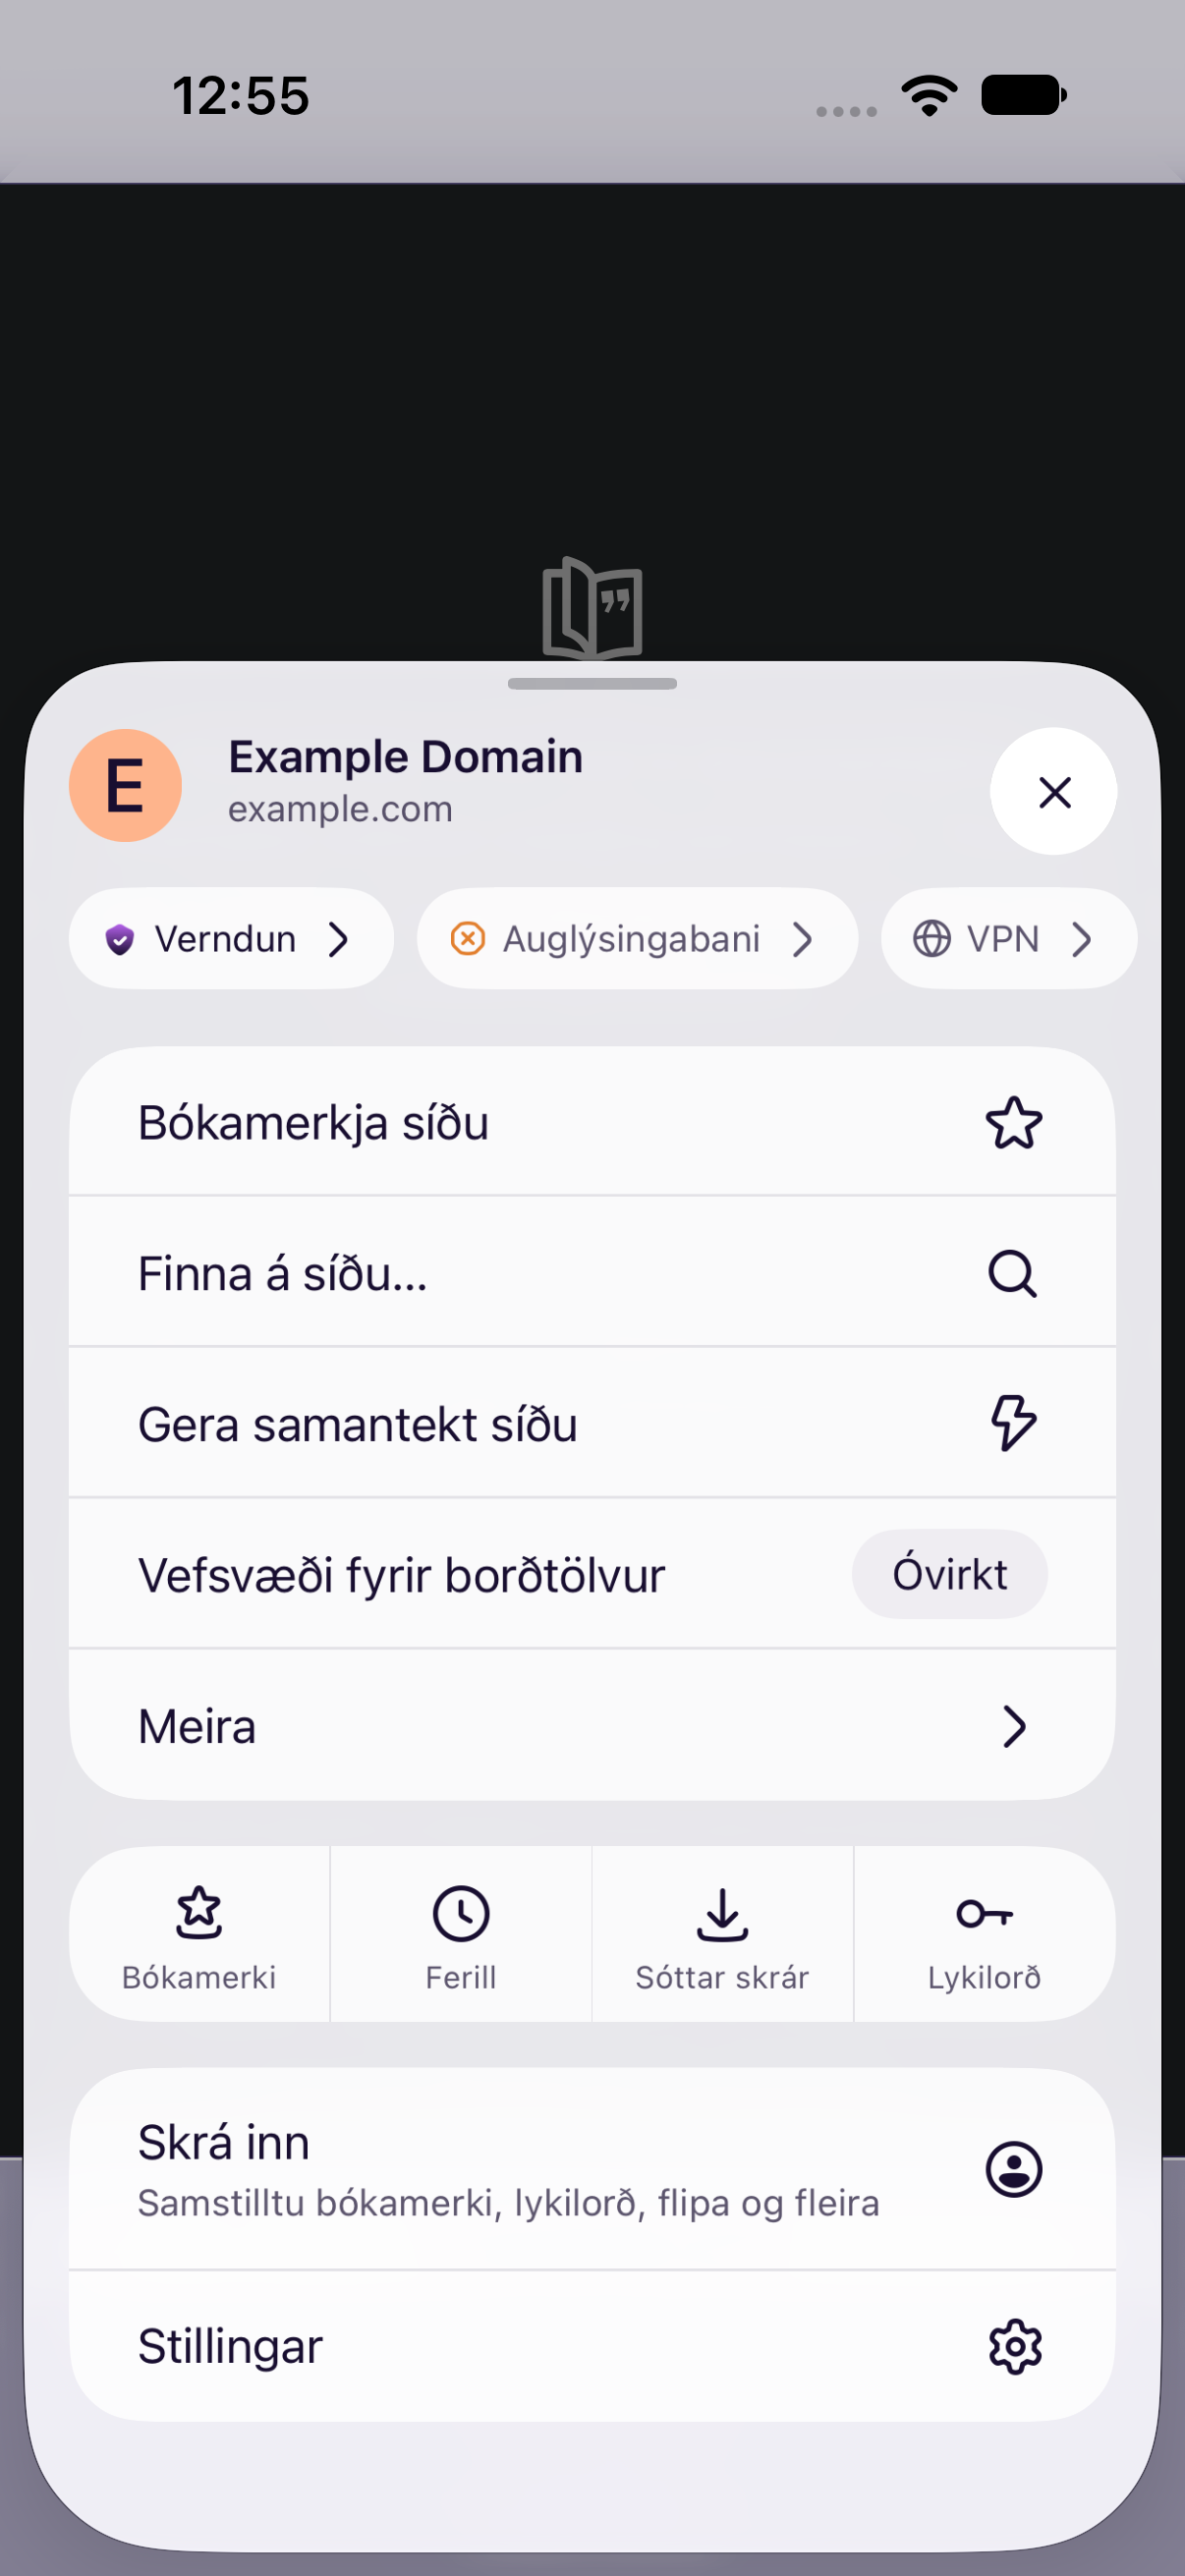 12:55
E
Example Domain
example.com
Verndun
Auglýsingabani
VPN
Bókamerkja síðu
Finna á síðu...
Gera samantekt síðu
Vefsvæði fyrir borðtölvur
Óvirkt
Meira
Bókamerki
Ferill
Sóttar skrár
Lykilorð
Skrá inn
Samstilltu bókamerki, lykilorð, flipa og fleira
Stillingar